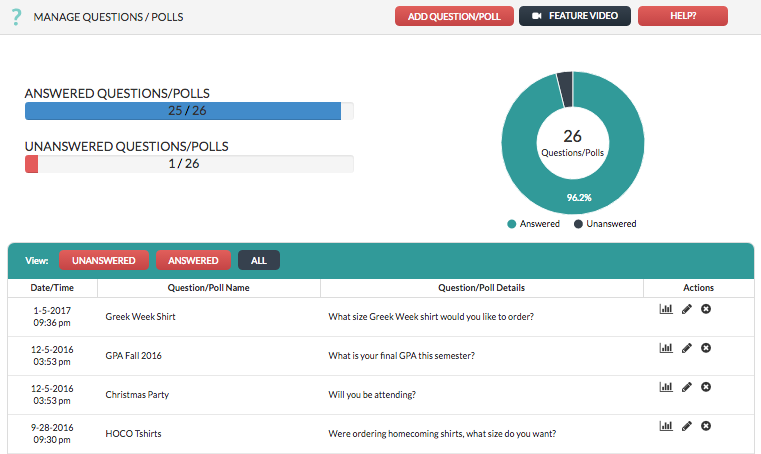 ?
MANAGE QUESTIONS / POLLS
ADD QUESTION/POLL
FEATURE VIDEO
HELP?
ANSWERED QUESTIONS/POLLS
25 / 26
UNANSWERED QUESTIONS/POLLS
1 / 26
26
Questions/Polls
96.2%
Answered
Unanswered
View: UNANSWERED ANSWERED ALL
Date/Time Question/Poll Name Question/Poll Details Actions
1-5-2017
09:36 pm
Greek Week Shirt
What size Greek Week shirt would you like to order?
12-5-2016
03:53 pm
GPA Fall 2016
What is your final GPA this semester?
12-5-2016
03:53 pm
Christmas Party
Will you be attending?
9-28-2016
09:30 pm
HOCO Tshirts
Were ordering homecoming shirts, what size do you want?